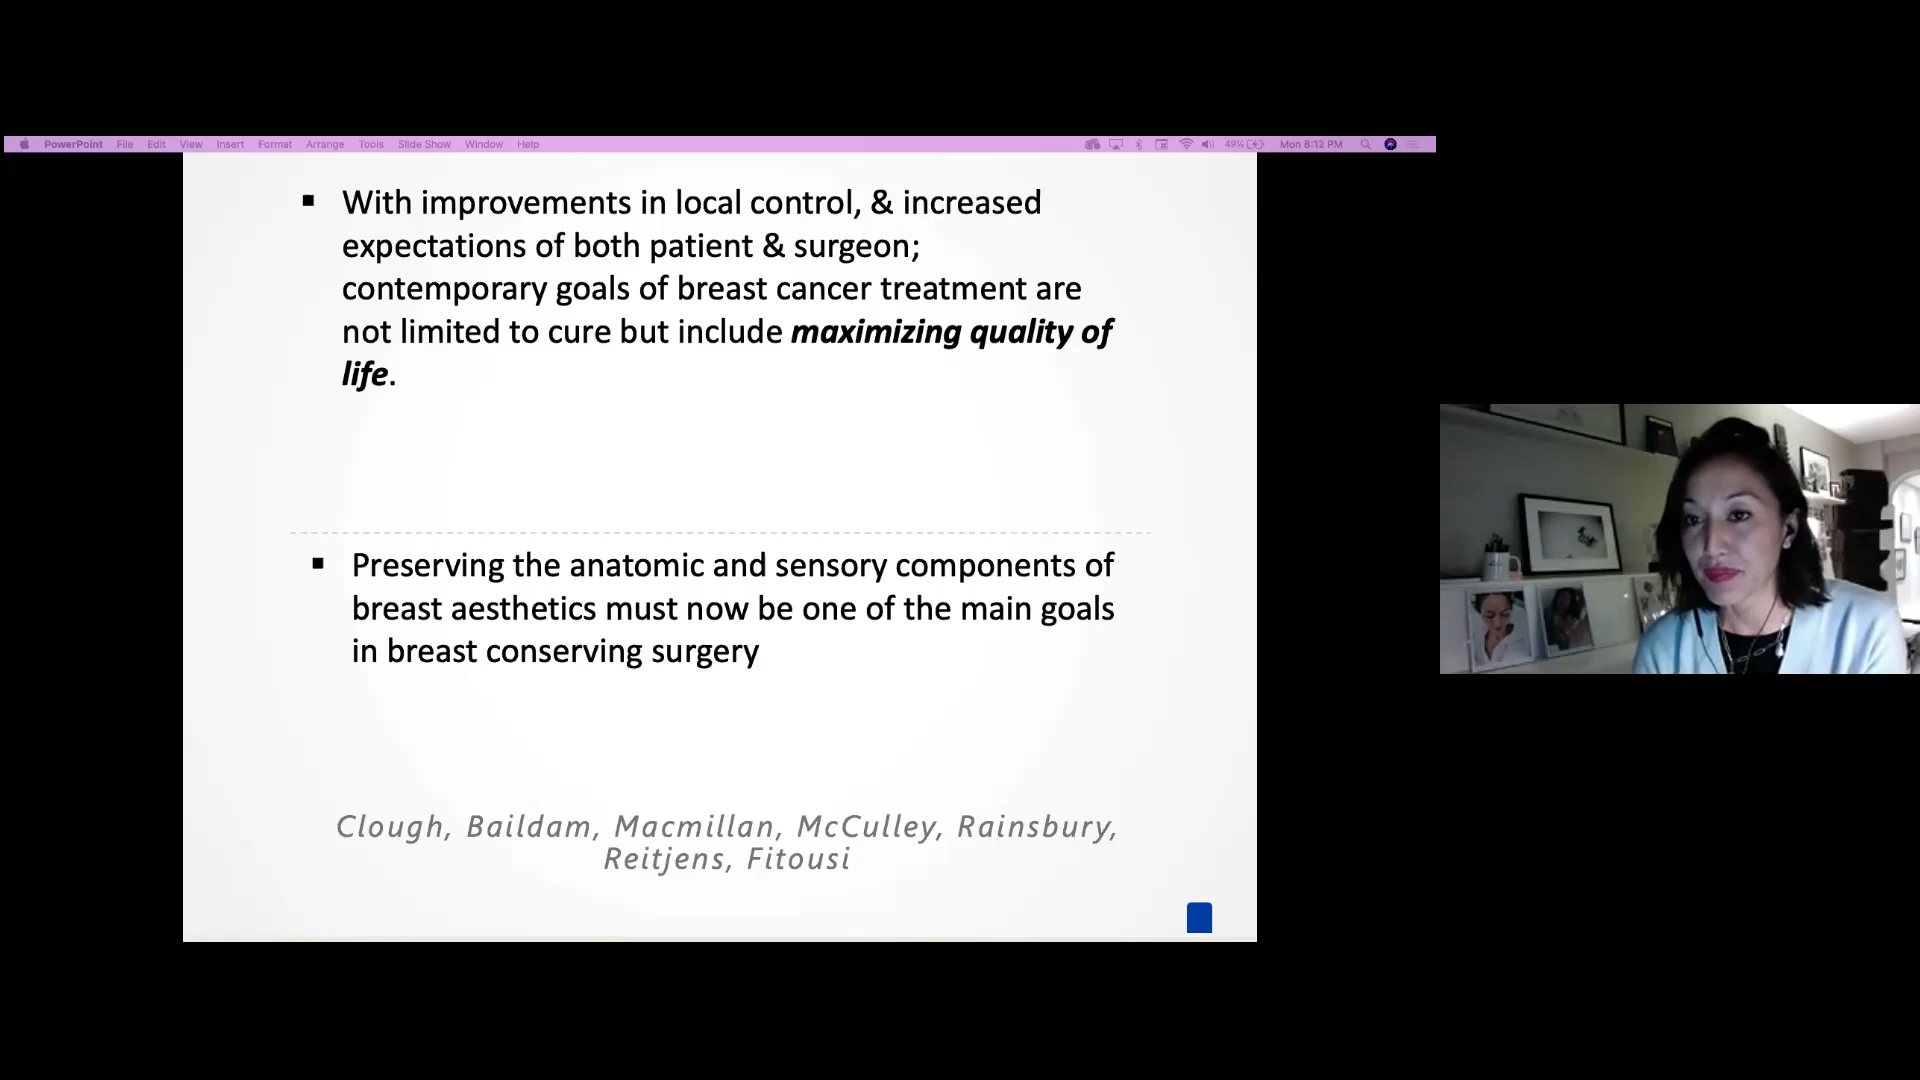 PowerPoint File Edit View Insert Format Arrange Tools Slide Show Window Help 49% Mon 8:12 PM
▪ With improvements in local control, & increased
expectations of both patient & surgeon;
contemporary goals of breast cancer treatment are
not limited to cure but include maximizing quality of
life.
▪ Preserving the anatomic and sensory components of
breast aesthetics must now be one of the main goals
in breast conserving surgery
Clough, Baildam, Macmillan, McCulley, Rainsbury,
Reitjens, Fitousi